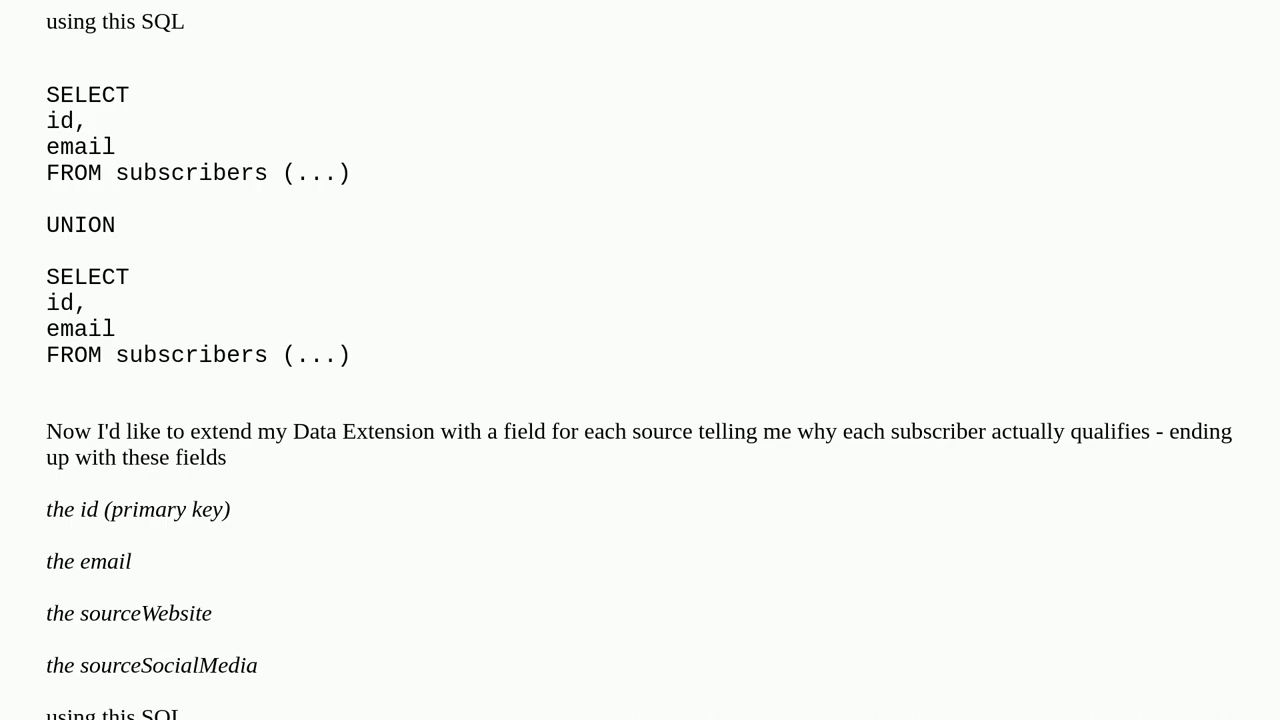 using this SQL
SELECT
id,
email
FROM subscribers (...)
UNION
SELECT
id,
email
FROM subscribers (...)
Now I'd like to extend my Data Extension with a field for each source telling me why each subscriber actually qualifies - ending
up with these fields
the id (primary key)
the email
the sourceWebsite
the sourceSocialMedia
using this SQL